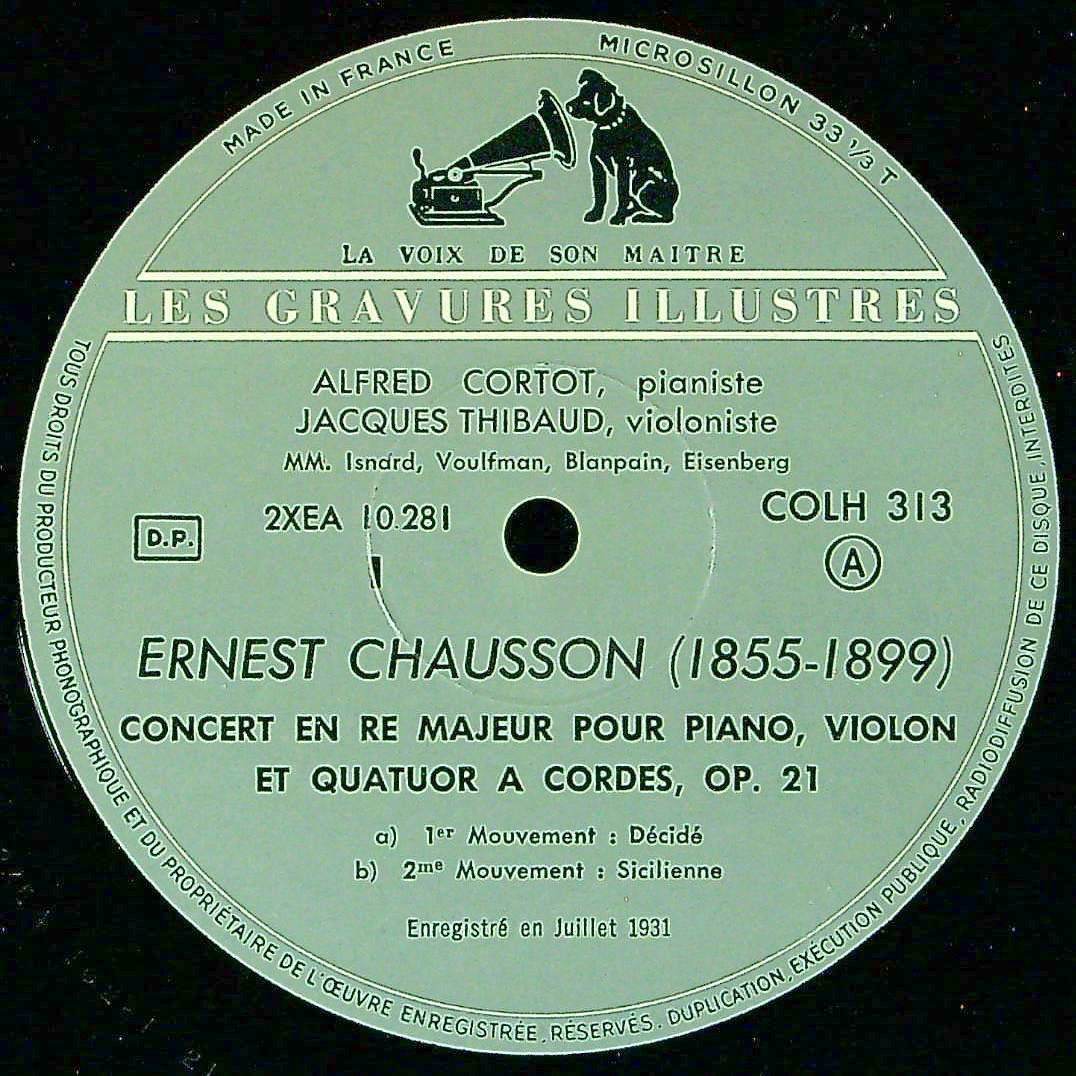 MADE IN FRANCE
MICROSILLON 33 1/3 T
LA VOIX DE SON MAITRE
LES GRAVURES ILLUSTRES
ALFRED CORTOT, pianiste
JACQUES THIBAUD, violoniste
MM. Isnard, Voulfman, Blanpain, Eisenberg
2XEA 10.281
COLH 313
D.P.
A
ERNEST CHAUSSON (1855-1899)
CONCERT EN RE MAJEUR POUR PIANO, VIOLON
ET QUATUOR A CORDES, OP. 21
a) 1er Mouvement : Décidé
b) 2me Mouvement : Sicilienne
Enregistré en Juillet 1931
TOUS DROITS DU PRODUCTEUR PHONOGRAPHIQUE ET DU PROPRIÉTAIRE DE L'ŒUVRE ENREGISTRÉE, RÉSERVÉS. DUPLICATION, EXÉCUTION PUBLIQUE, RADIODIFFUSION DE CE DISQUE, INTERDITES